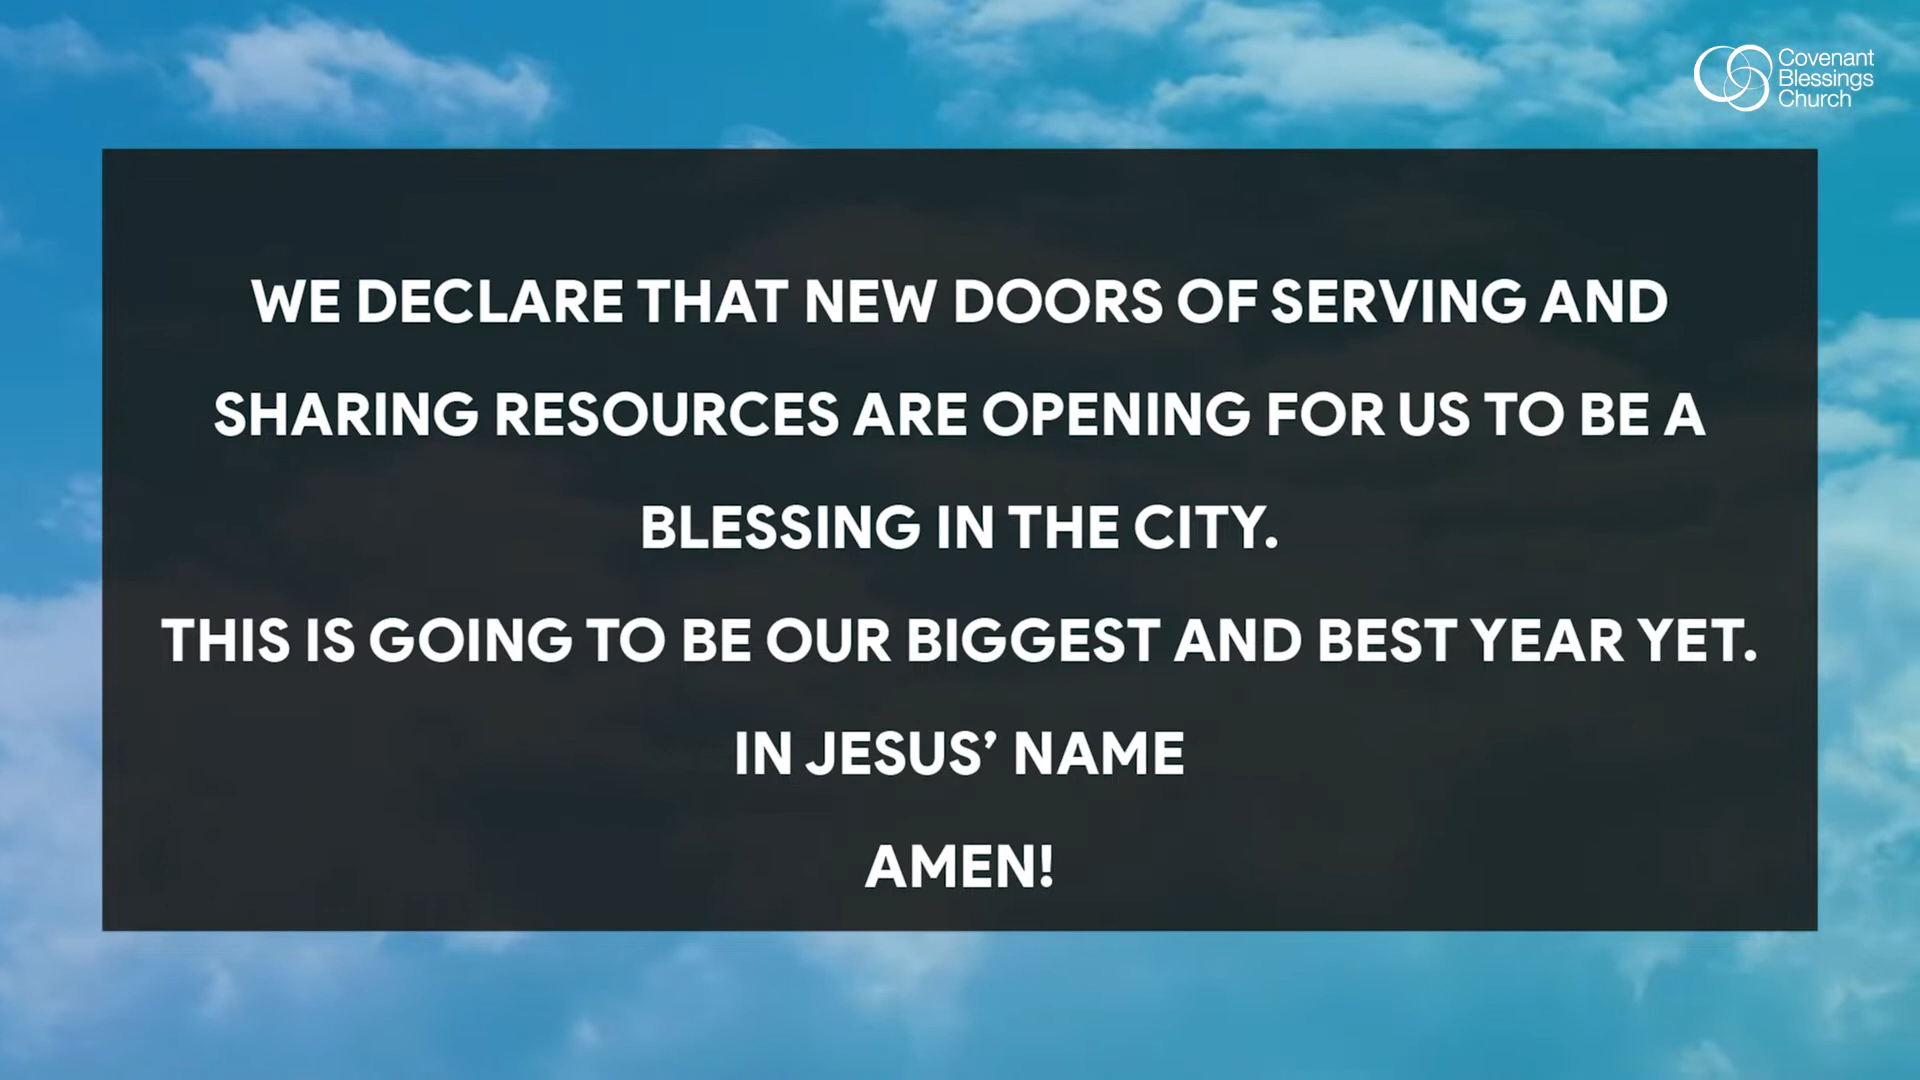 Covenant
Blessings
Church
WE DECLARE THAT NEW DOORS OF SERVING AND
SHARING RESOURCES ARE OPENING FOR US TO BE A
BLESSING IN THE CITY.
THIS IS GOING TO BE OUR BIGGEST AND BEST YEAR YET.
IN JESUS’ NAME
AMEN!